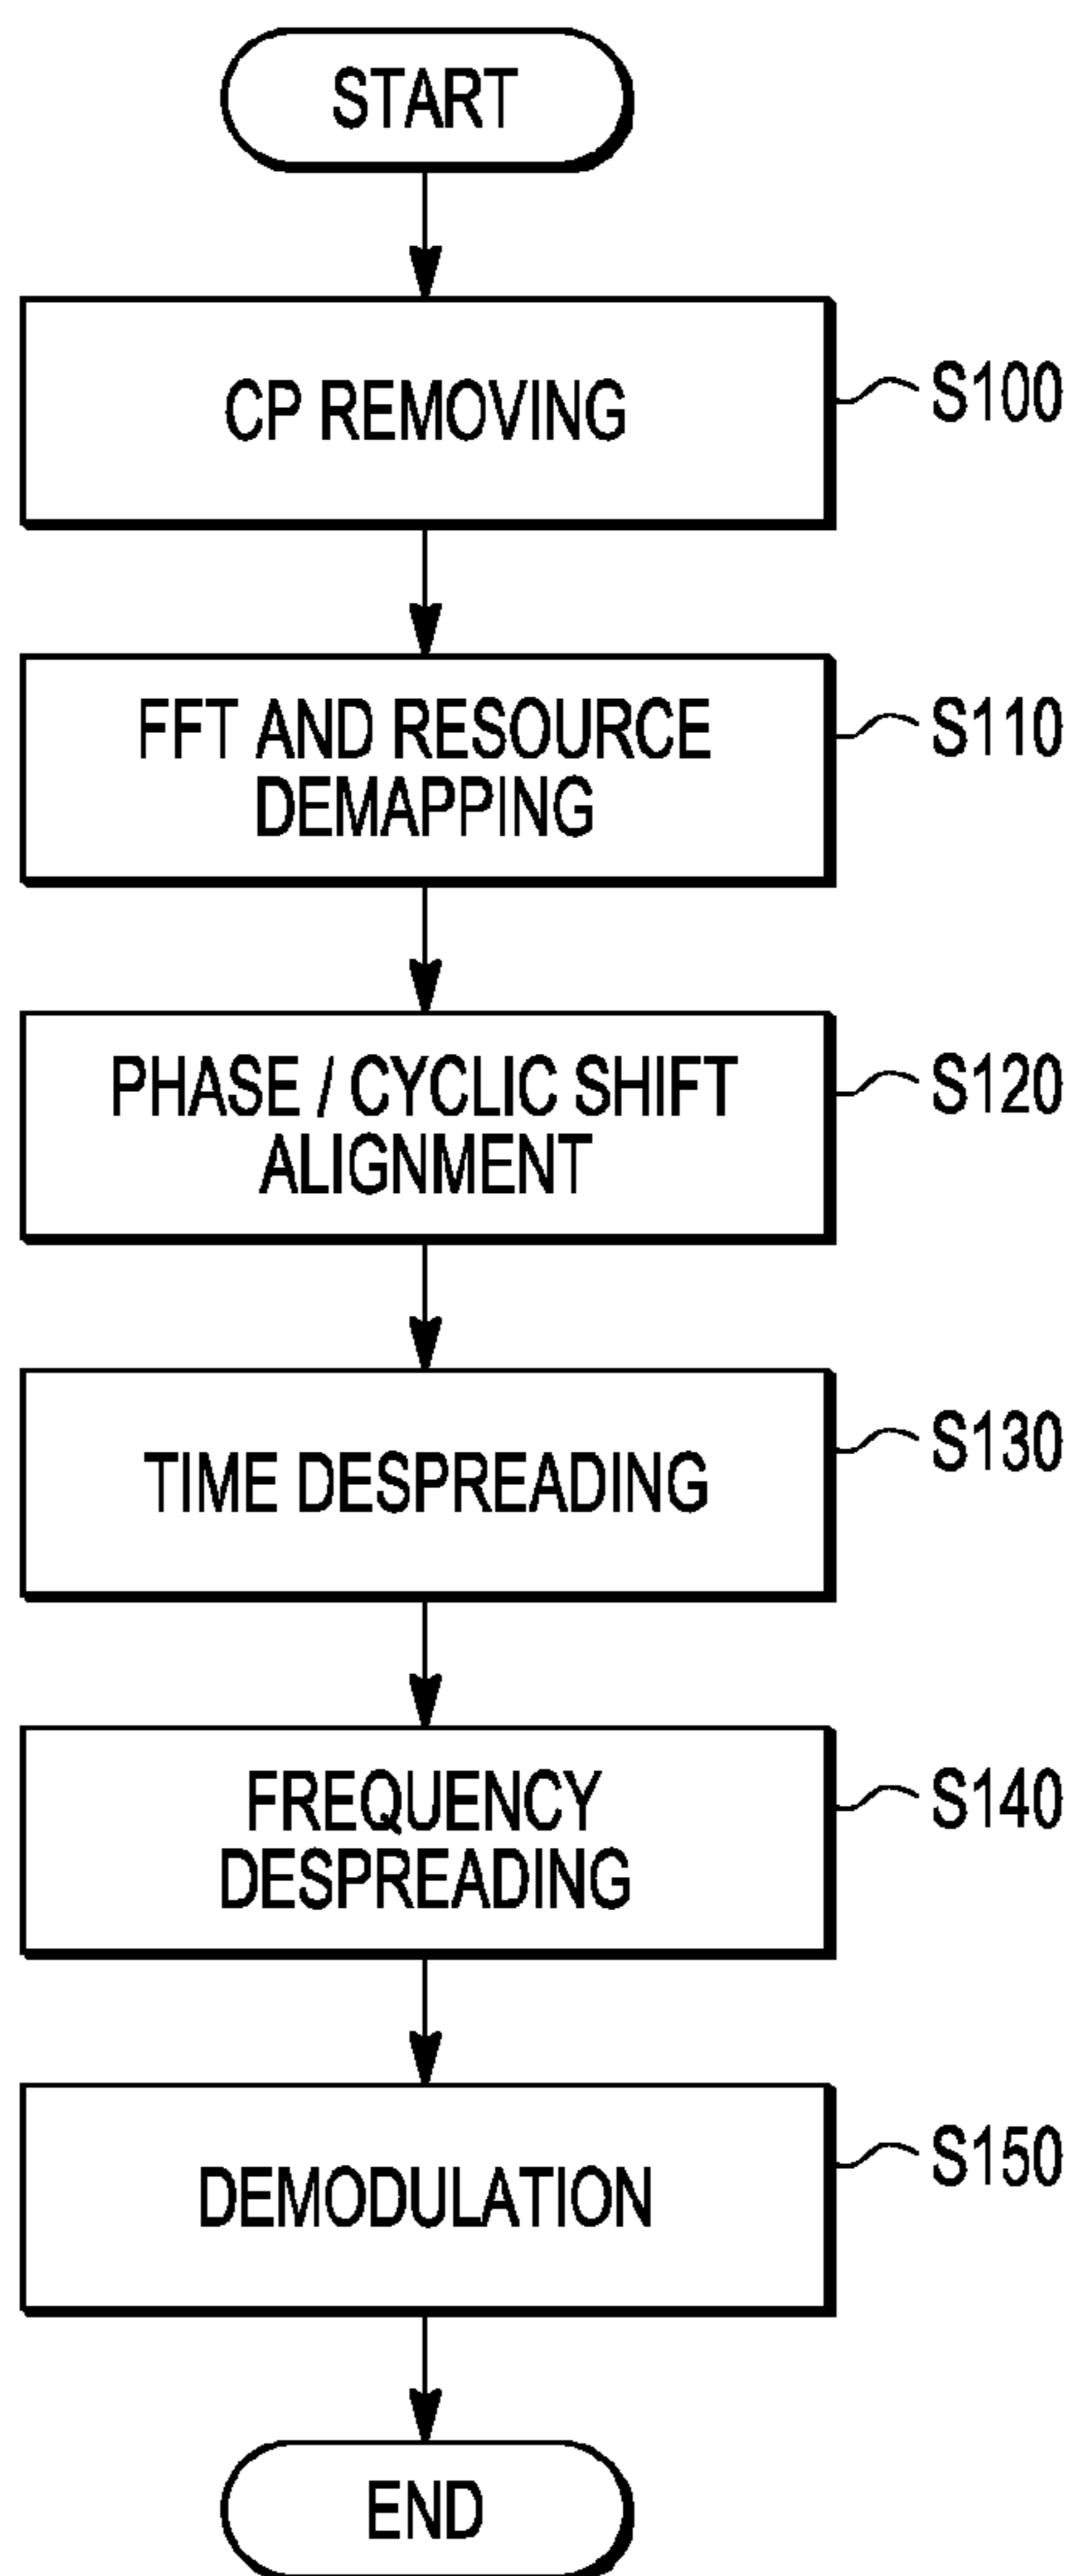 START
CP REMOVING
S100
FFT AND RESOURCE
DEMAPPING
S110
PHASE / CYCLIC SHIFT
ALIGNMENT
S120
TIME DESPREADING
S130
FREQUENCY
DESPREADING
S140
DEMODULATION
S150
END